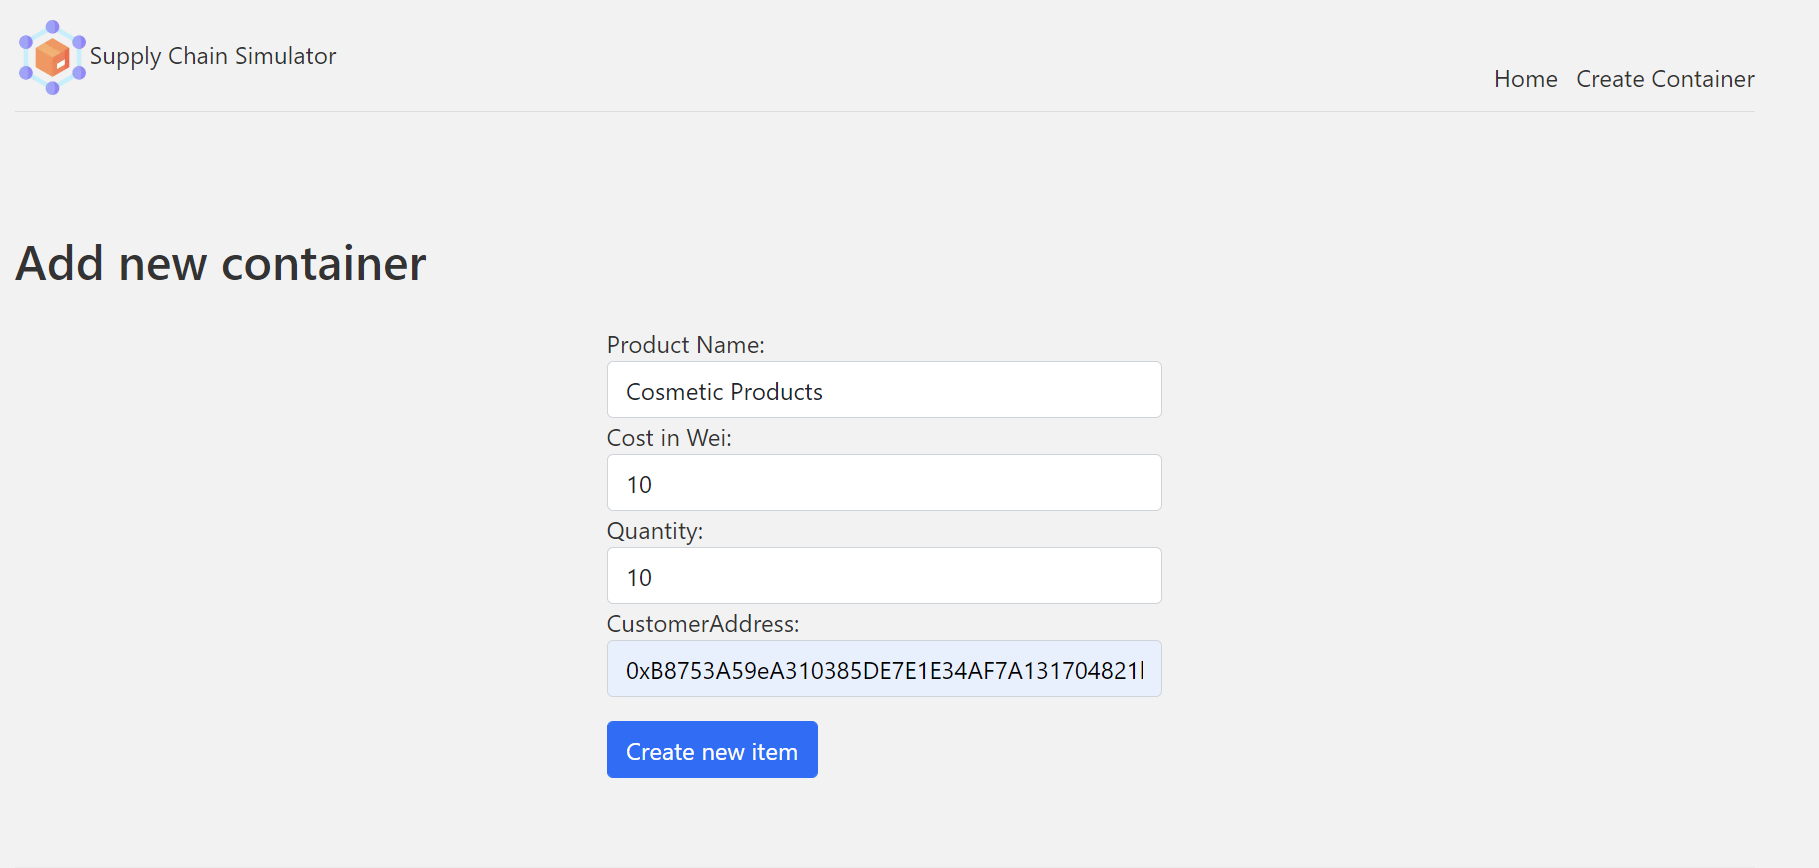 Supply Chain Simulator
Home Create Container
Add new container
Product Name:
Cosmetic Products
Cost in Wei:
10
Quantity:
10
CustomerAddress:
0xB8753A59eA310385DE7E1E34AF7A131704821
Create new item